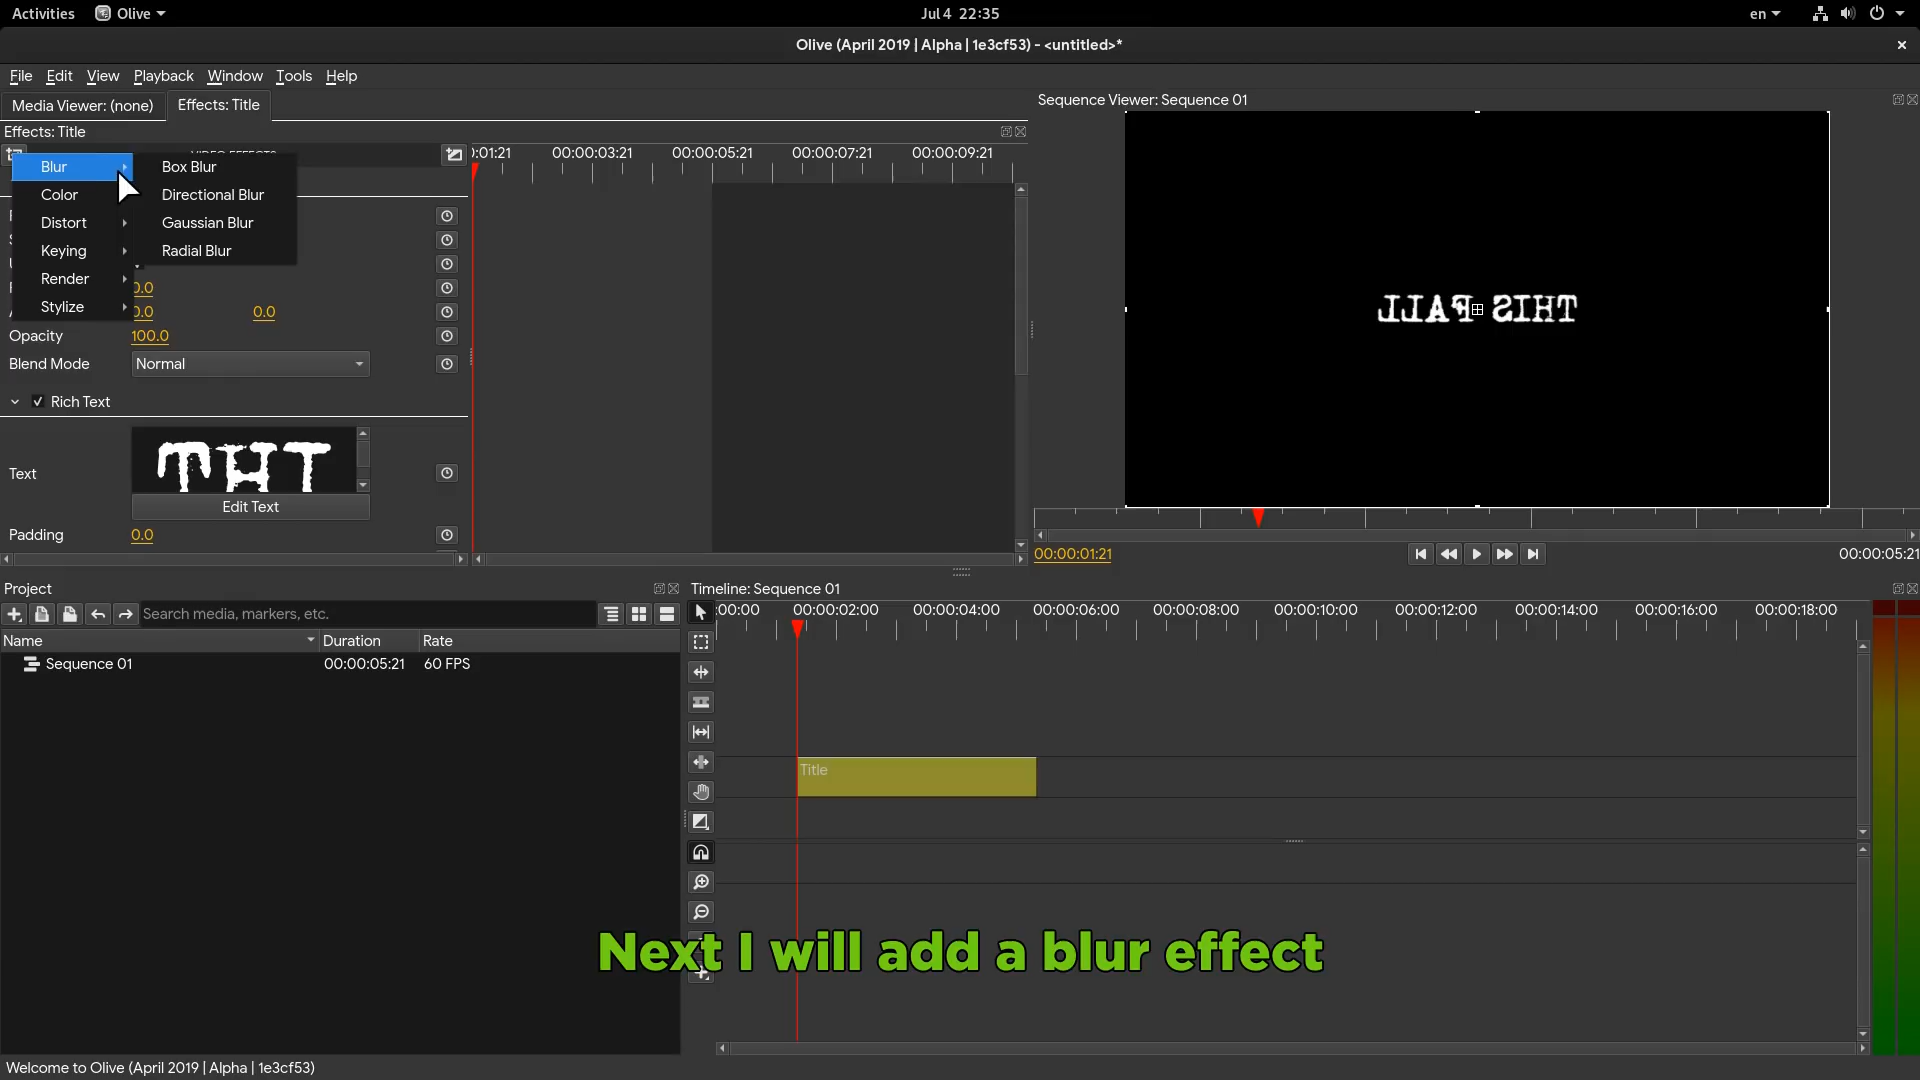 Activities Olive Jul 4 22:35 en
Olive (April 2019 | Alpha | 1e3cf53) - <untitled>*
File Edit View Playback Window Tools Help
Media Viewer: (none) Effects: Title
Sequence Viewer: Sequence 01
Effects: Title
00:00:03:21 00:00:05:21 00:00:07:21 00:00:09:21
Blur
Color
Distort
Keying
Render
Stylize
Box Blur
Directional Blur
Gaussian Blur
Radial Blur
0.0
0.0 0.0
Opacity 100.0
Blend Mode Normal
Rich Text
Text
Edit Text
Padding 0.0
THIS FALL
00:00:01:21
00:00:05:21
Project
Search media, markers, etc.
Name Duration Rate
Sequence 01 00:00:05:21 60 FPS
Timeline: Sequence 01
:00:00 00:00:02:00 00:00:04:00 00:00:06:00 00:00:08:00 00:00:10:00 00:00:12:00 00:00:14:00 00:00:16:00 00:00:18:00
Title
Next I will add a blur effect
Welcome to Olive (April 2019 | Alpha | 1e3cf53)